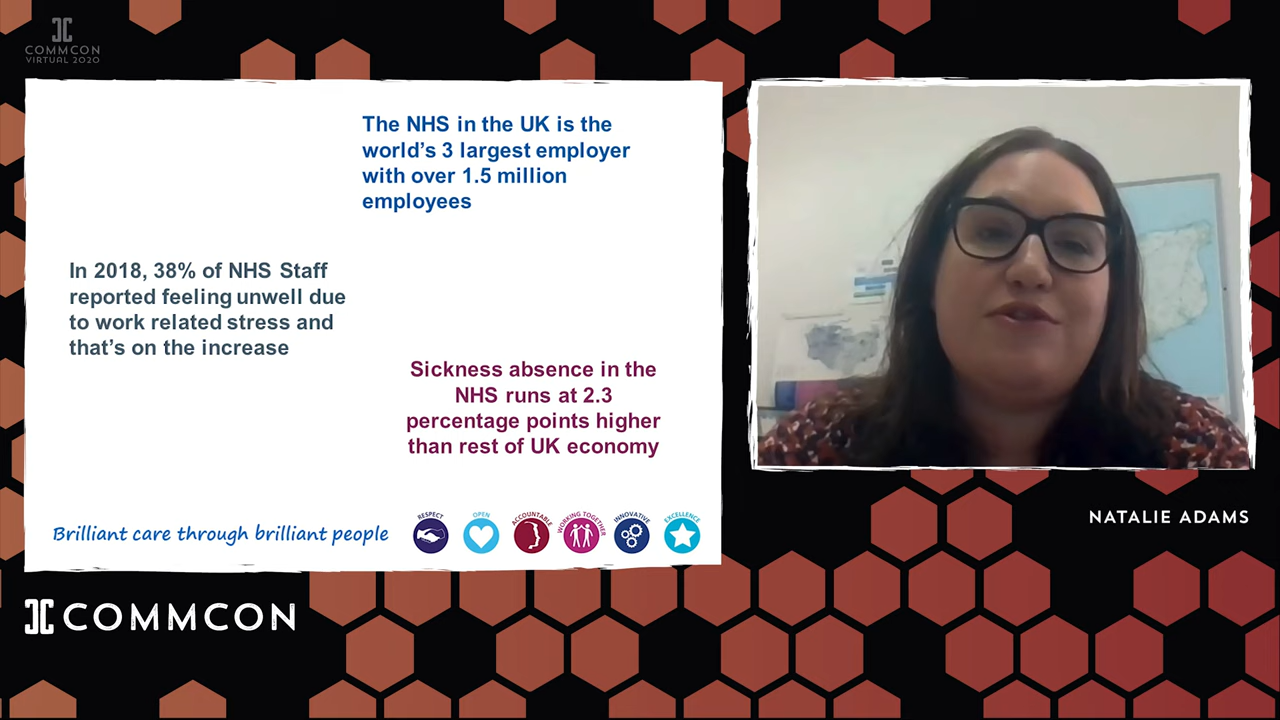 COMMCON
VIRTUAL 2020
The NHS in the UK is the
world’s 3 largest employer
with over 1.5 million
employees
In 2018, 38% of NHS Staff
reported feeling unwell due
to work related stress and
that’s on the increase
Sickness absence in the
NHS runs at 2.3
percentage points higher
than rest of UK economy
Brilliant care through brilliant people
RESPECT
OPEN
ACCOUNTABLE
WORKING TOGETHER
INNOVATIVE
EXCELLENCE
NATALIE ADAMS
COMMCON